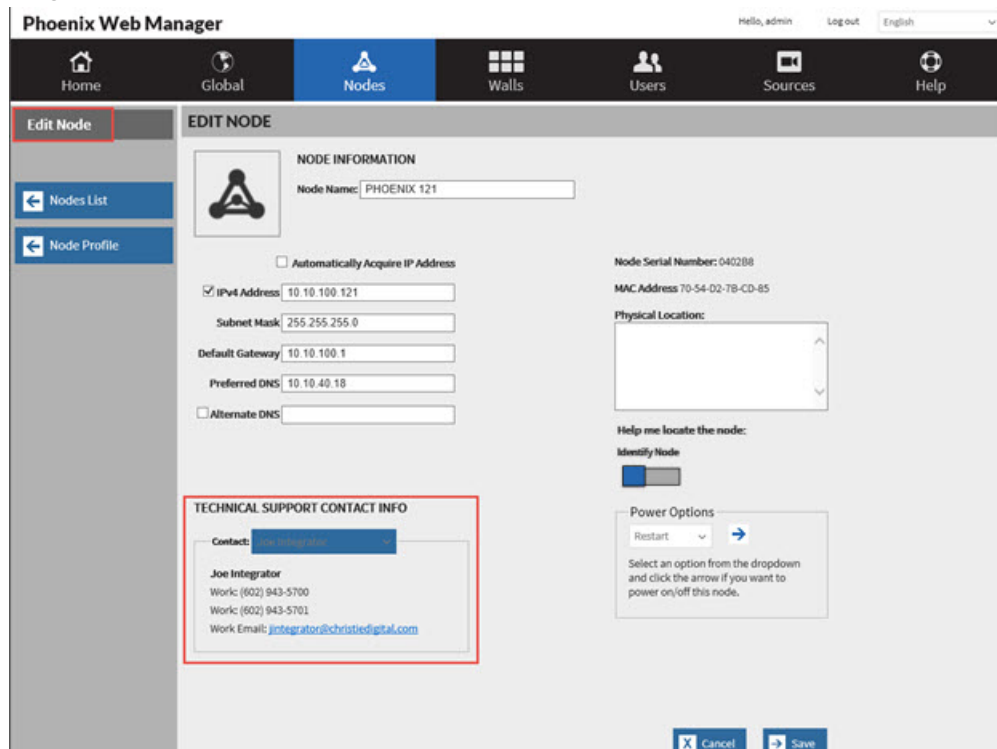 Phoenix Web Manager
Hello, admin
Log out
English
Home
Global
Nodes
Walls
Users
Sources
Help
Edit Node
Nodes List
Node Profile
EDIT NODE
NODE INFORMATION
Node Name: PHOENIX 121
Automatically Acquire IP Address
IPv4 Address 10.10.100.121
Subnet Mask 255.255.255.0
Default Gateway 10.10.100.1
Preferred DNS 10.10.40.18
Alternate DNS
Node Serial Number: 0402B8
MAC Address 70-54-D2-7B-CD-85
Physical Location:
Help me locate the node:
Identify Node
TECHNICAL SUPPORT CONTACT INFO
Contact: Joe Integrator
Joe Integrator
Work: (602) 943-5700
Work: (602) 943-5701
Work Email: jintegrator@christiedigital.com
Power Options
Restart
Select an option from the dropdown
and click the arrow if you want to
power on/off this node.
X Cancel
Save